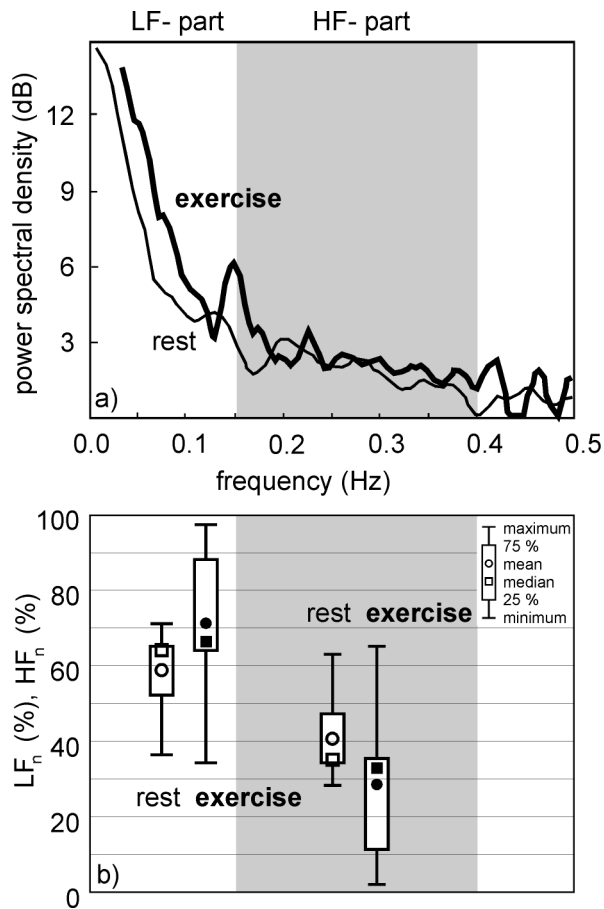 LF- part HF- part
power spectral density (dB)
12
9
6
3
exercise
rest
a)
0.0 0.1 0.2 0.3 0.4 0.5
frequency (Hz)
LFn (%), HFn (%)
100
80
60
40
20
0
maximum
75 %
mean
median
25 %
minimum
rest exercise
rest exercise
b)